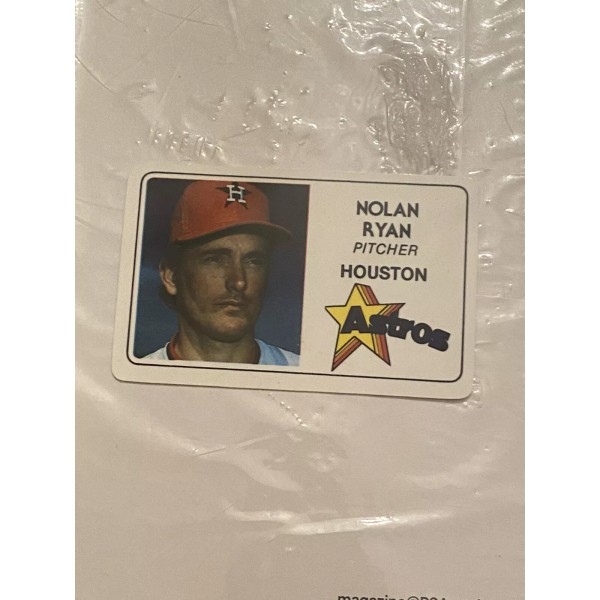 H
NOLAN
RYAN
PITCHER
HOUSTON
Astros